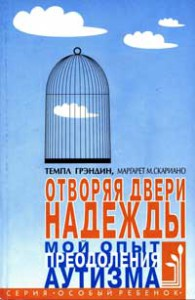 ТЕМПЛ ГРЭНДИН, МАРГАРЕТ М.СКАРИАНО
ОТВОРЯЯ ДВЕРИ
НАДЕЖДЫ
МОЙ ОПЫТ
ПРЕОДОЛЕНИЯ
АУТИЗМА
СЕРИЯ «ОСОБЫЙ РЕБЕНОК»